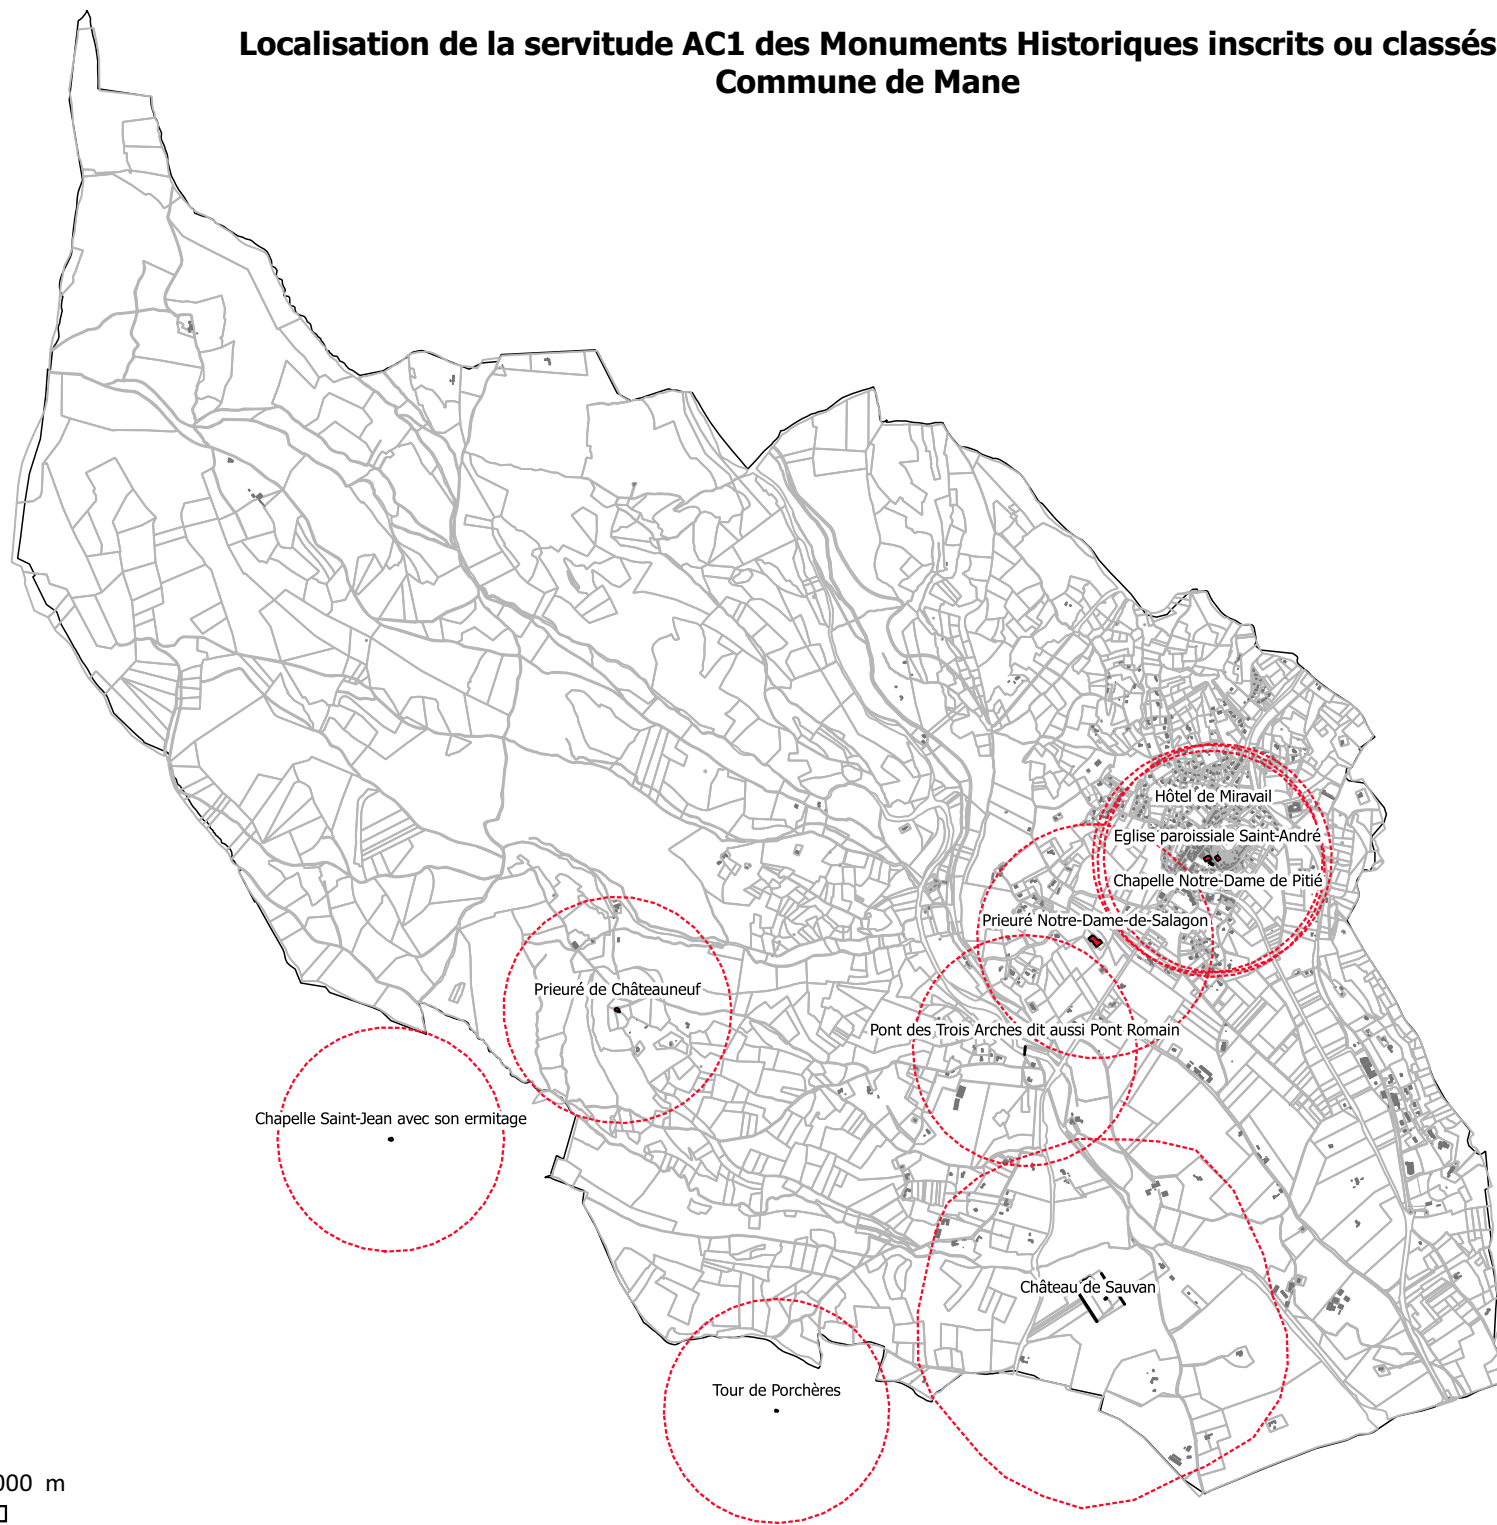 Localisation de la servitude AC1 des Monuments Historiques inscrits ou classés
Commune de Mane
Hôtel de Miravail
Eglise paroissiale Saint-André
Chapelle Notre-Dame de Pitié
Prieuré Notre-Dame-de-Salagon
Prieuré de Châteauneuf
Pont des Trois Arches dit aussi Pont Romain
Chapelle Saint-Jean avec son ermitage
Château de Sauvan
Tour de Porchères
000 m